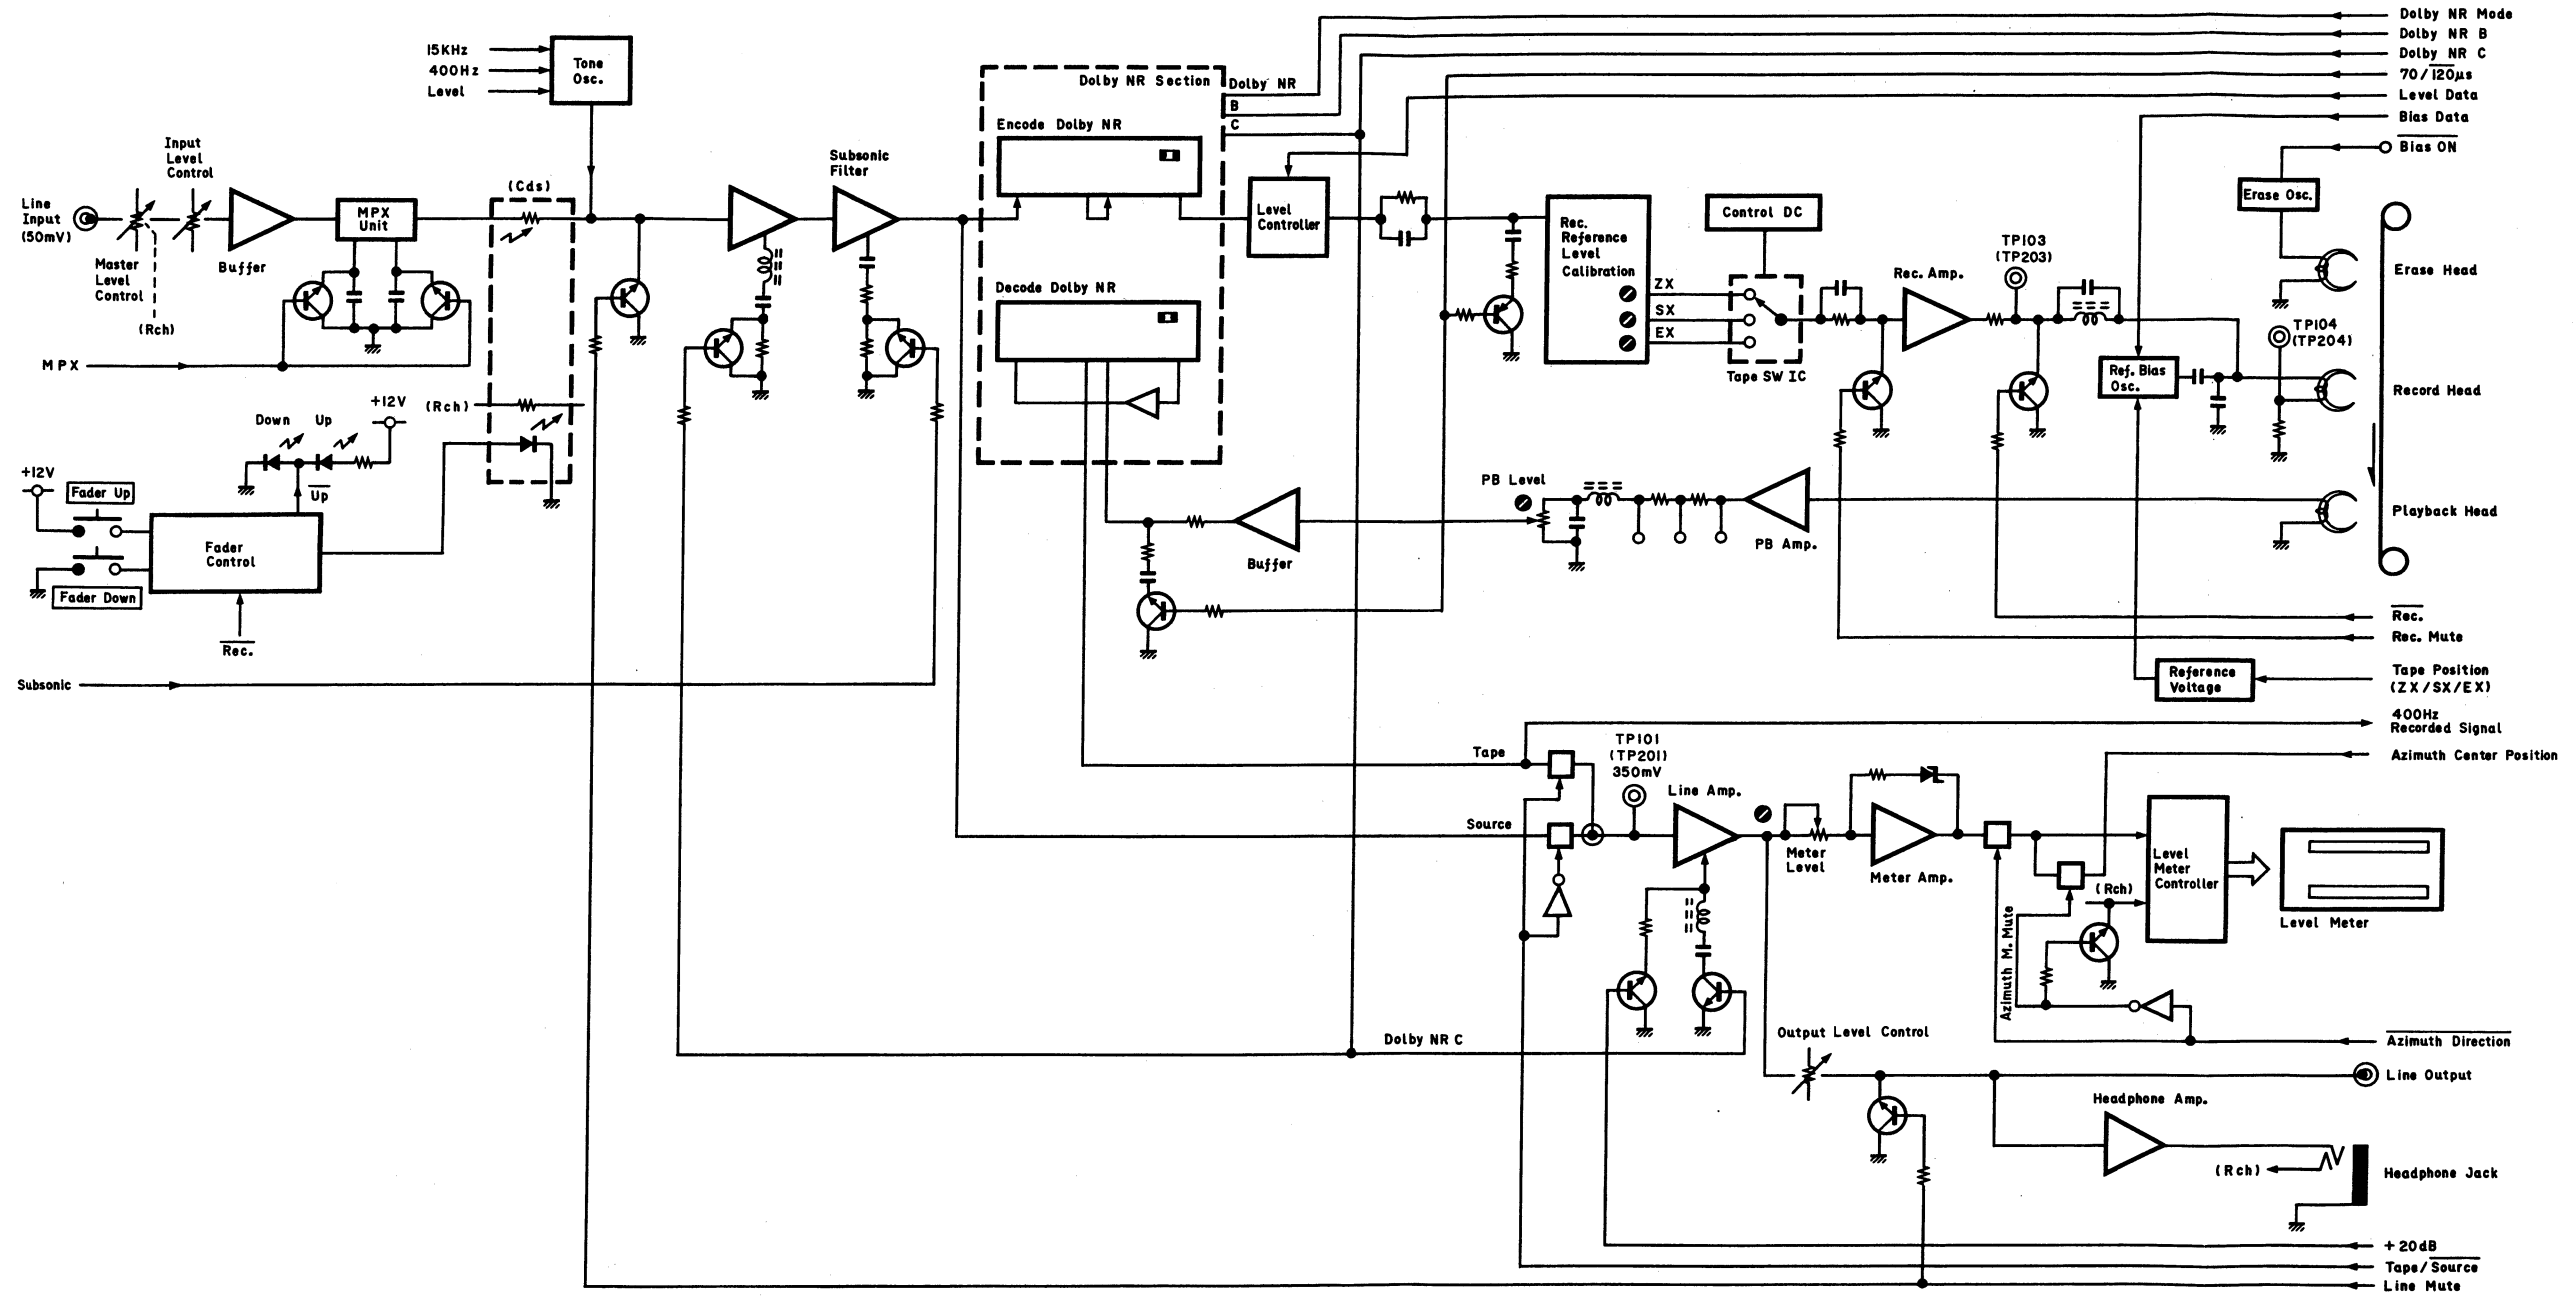 Dolby NR Mode
Dolby NR B
Dolby NR C
70/120μs
Level Data
Bias Data
Bias ON
15KHz
400Hz
Level
Tone
Osc.
Dolby NR Section
Dolby NR
B
C
Encode Dolby NR
Decode Dolby NR
Line
Input
(50mV)
Input
Level
Control
Master
Level
Control
(Rch)
Buffer
MPX
Unit
MPX
(Cds)
(Rch)
Subsonic
Filter
Level
Controller
Rec.
Reference
Level
Calibration
ZX
SX
EX
Control DC
Tape SW IC
Rec. Amp.
TP103
(TP203)
TP104
(TP204)
Erase Osc.
Ref. Bias
Osc.
Erase Head
Record Head
Playback Head
Down
Up
+12V
+12V
Fader Up
Up
Fader
Control
Fader Down
Rec.
Subsonic
PB Level
PB Amp.
Buffer
Rec.
Rec. Mute
Reference
Voltage
Tape Position
(ZX/SX/EX)
400Hz
Recorded Signal
Azimuth Center Position
Tape
Source
TP101
(TP201)
350mV
Line Amp.
Meter
Level
Meter Amp.
Level
Meter
Controller
(Rch)
Level Meter
Azimuth M. Mute
Azimuth Direction
Dolby NR C
Output Level Control
Line Output
Headphone Amp.
(Rch)
Headphone Jack
+20dB
Tape/Source
Line Mute